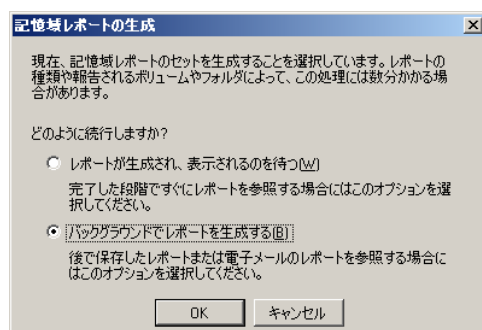 記憶域レポートの生成
現在、記憶域レポートのセットを生成することを選択しています。レポートの
種類や報告されるボリュームやフォルダによって、この処理には数分かかる場
合があります。
どのように続行しますか?
レポートが生成され、表示されるのを待つ(W)
完了した段階ですぐにレポートを参照する場合にはこのオプションを選
択してください。
バックグラウンドでレポートを生成する(B)
後で保存したレポートまたは電子メールのレポートを参照する場合に
はこのオプションを選択してください。
OK
キャンセル